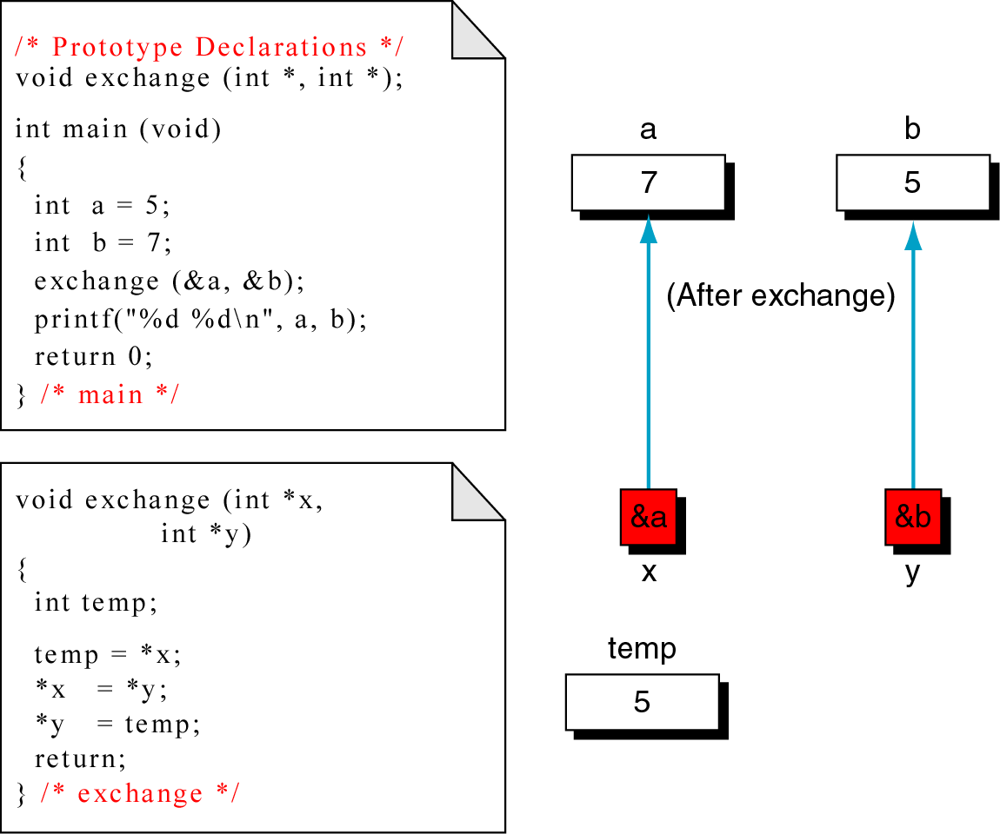 /* Prototype Declarations */
void exchange (int *, int *);
int main (void)
{
int a = 5;
int b = 7;
exchange (&a, &b);
printf("%d %d\n", a, b);
return 0;
} /* main */
void exchange (int *x,
int *y)
{
int temp;
temp = *x;
*x = *y;
*y = temp;
return;
} /* exchange */
a b
7 5
(After exchange)
&a &b
x y
temp
5